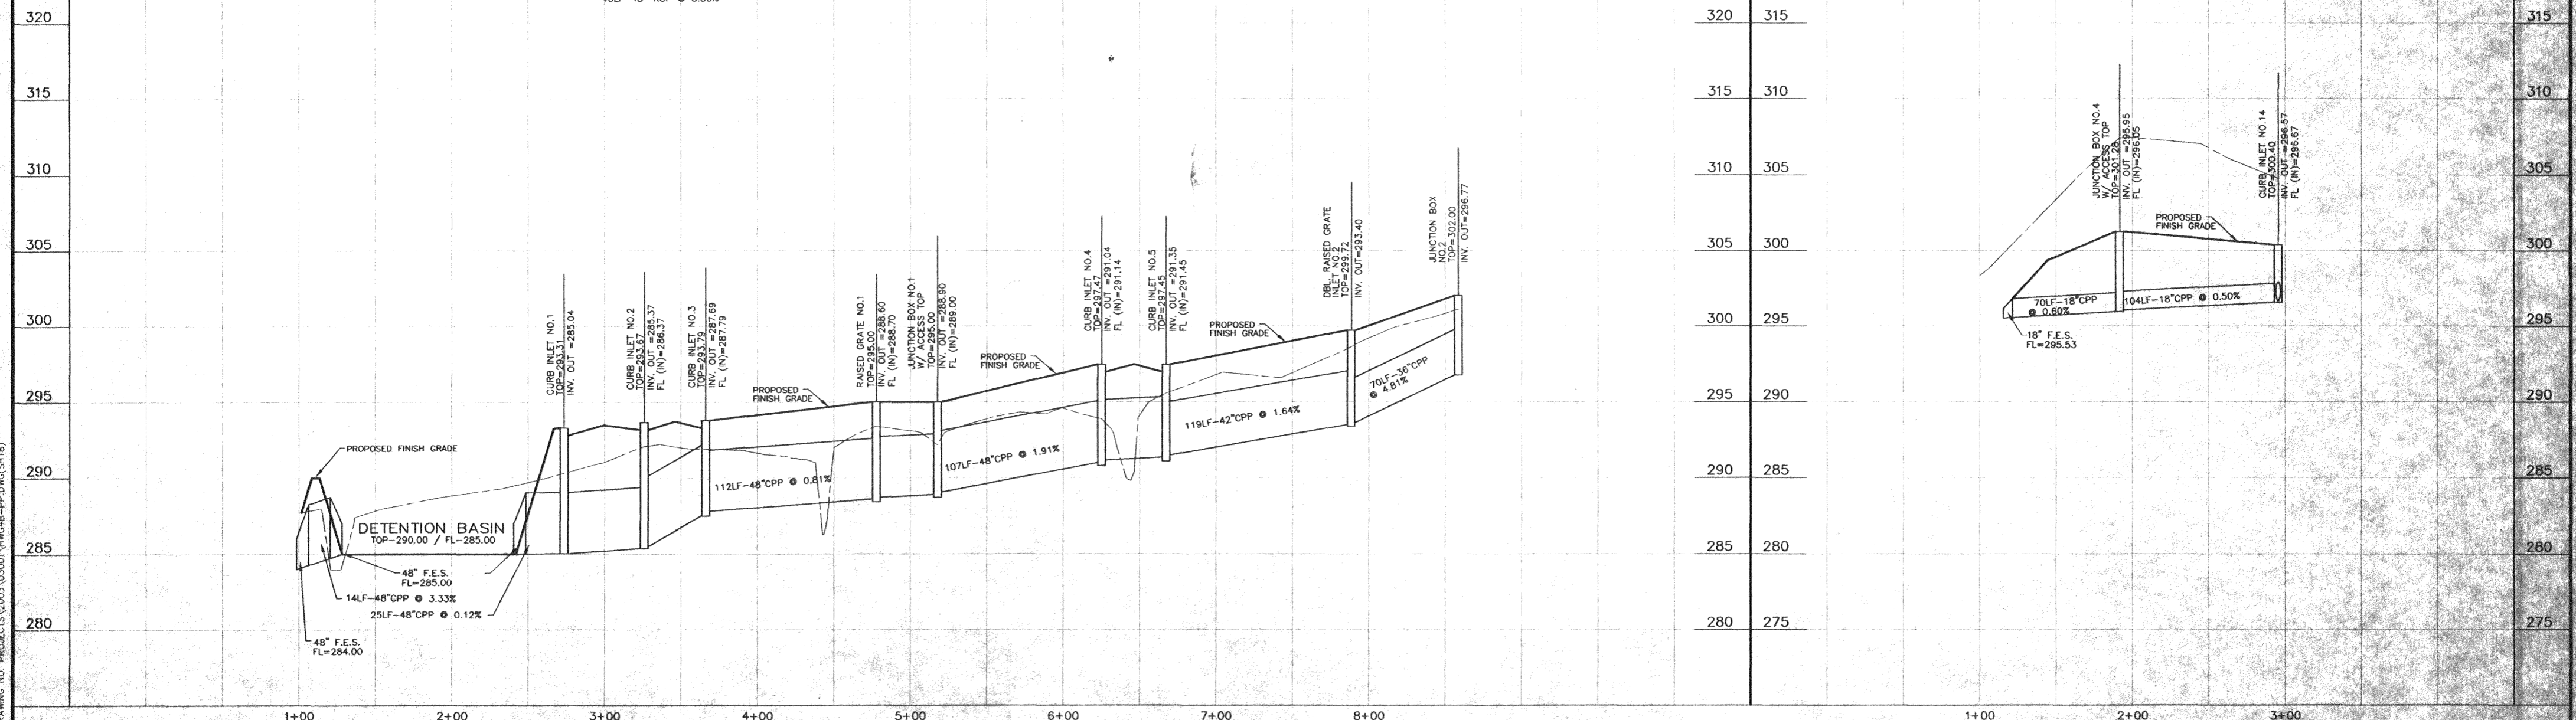 320
315
310
305
300
295
290
285
280
PROPOSED FINISH GRADE
DETENTION BASIN
TOP-290.00 / FL-285.00
48" F.E.S.
FL=285.00
14LF-48"CPP @ 3.33%
25LF-48"CPP @ 0.12%
48" F.E.S.
FL=284.00
CURB INLET NO.1
TOP=293.31
INV. OUT =285.04
CURB INLET NO.2
TOP=293.67
INV. OUT =285.37
FL (IN)=286.37
CURB INLET NO.3
TOP=293.79
INV. OUT =287.69
FL (IN)=287.79
PROPOSED
FINISH GRADE
112LF-48"CPP @ 0.81%
RAISED GRATE NO.1
TOP=295.00
INV. OUT =288.60
FL (IN)=288.70
JUNCTION BOX NO.1
W/ ACCESS TOP
TOP=295.00
INV. OUT =288.90
FL (IN)=289.00
PROPOSED
FINISH GRADE
107LF-48"CPP @ 1.91%
CURB INLET NO.4
TOP=297.47
INV. OUT =291.04
FL (IN)=291.14
CURB INLET NO.5
TOP=297.45
INV. OUT =291.35
FL (IN)=291.45
PROPOSED
FINISH GRADE
119LF-42"CPP @ 1.64%
DBL. RAISED GRATE
INLET NO.2
TOP=299.72
INV. OUT=293.40
70LF-36"CPP
@ 4.81%
JUNCTION BOX
NO.2
TOP=302.00
INV. OUT=296.77
1+00 2+00 3+00 4+00 5+00 6+00 7+00 8+00
320 315
315 310
310 305
305 300
300 295
295 290
290 285
285 280
280 275
JUNCTION BOX NO.4
W/ ACCESS TOP
TOP=301.28
INV. OUT =295.95
FL (IN)=296.05
CURB INLET NO.14
TOP=300.40
INV. OUT =296.57
FL (IN)=296.67
PROPOSED
FINISH GRADE
70LF-18"CPP
@ 0.60%
104LF-18"CPP @ 0.50%
18" F.E.S.
FL=295.53
1+00 2+00 3+00
315
310
305
300
295
290
285
280
275